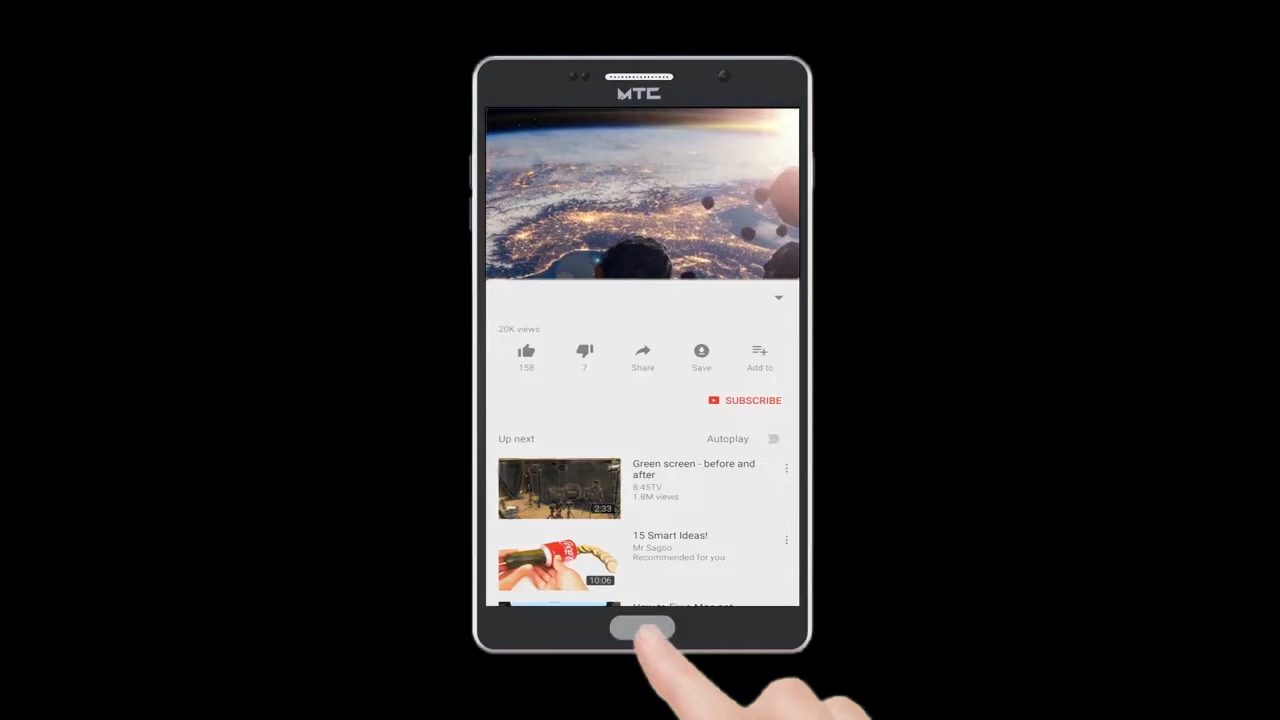 MTC
20K views
158
7
Share
Save
Add to
SUBSCRIBE
Up next
Autoplay
Green screen - before and
after
8:45TV
1.8M views
2:33
15 Smart Ideas!
Mr Sagoo
Recommended for you
10:06